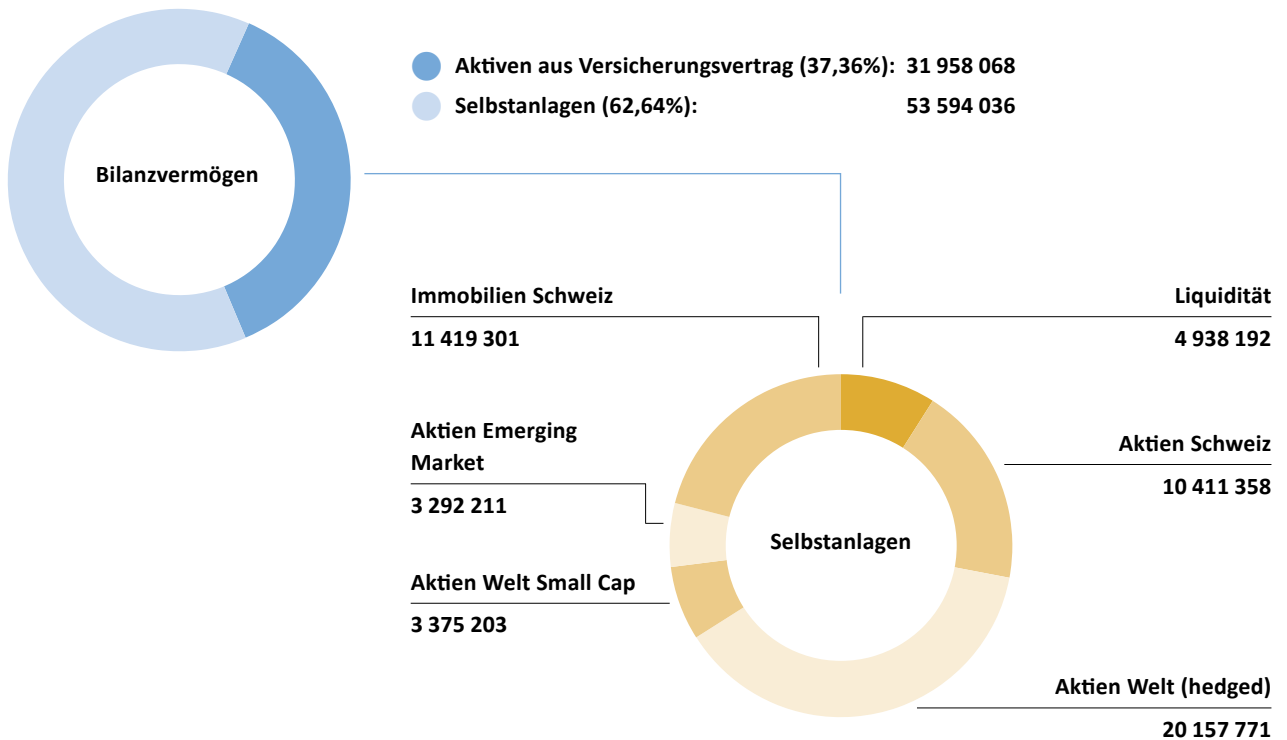 Bilanzvermögen
Aktiven aus Versicherungsvertrag (37,36%): 31 958 068
Selbstanlagen (62,64%): 53 594 036
Immobilien Schweiz
11 419 301
Liquidität
4 938 192
Aktien Emerging
Market
3 292 211
Aktien Schweiz
10 411 358
Selbstanlagen
Aktien Welt Small Cap
3 375 203
Aktien Welt (hedged)
20 157 771